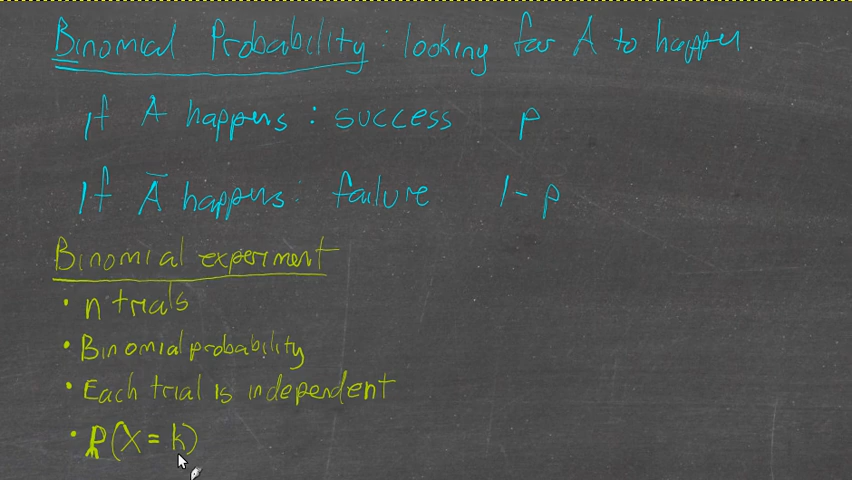 Binomial Probability: looking for A to happen
If A happens: success p
If Ā happens: failure 1-p
Binomial experiment
• n trials
• Binomial probability
• Each trial is independent
• P(X = k)